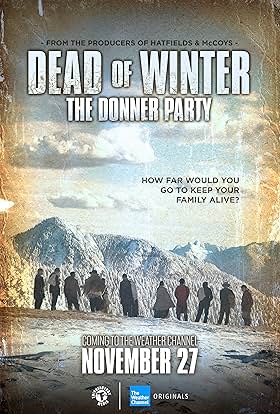 - FROM THE PRODUCERS OF HATFIELDS & McCOYS -
DEAD OF WINTER
THE DONNER PARTY
HOW FAR WOULD YOU
GO TO KEEP YOUR
FAMILY ALIVE?
COMING TO THE WEATHER CHANNEL
NOVEMBER 27
The
Weather
Channel
ORIGINALS